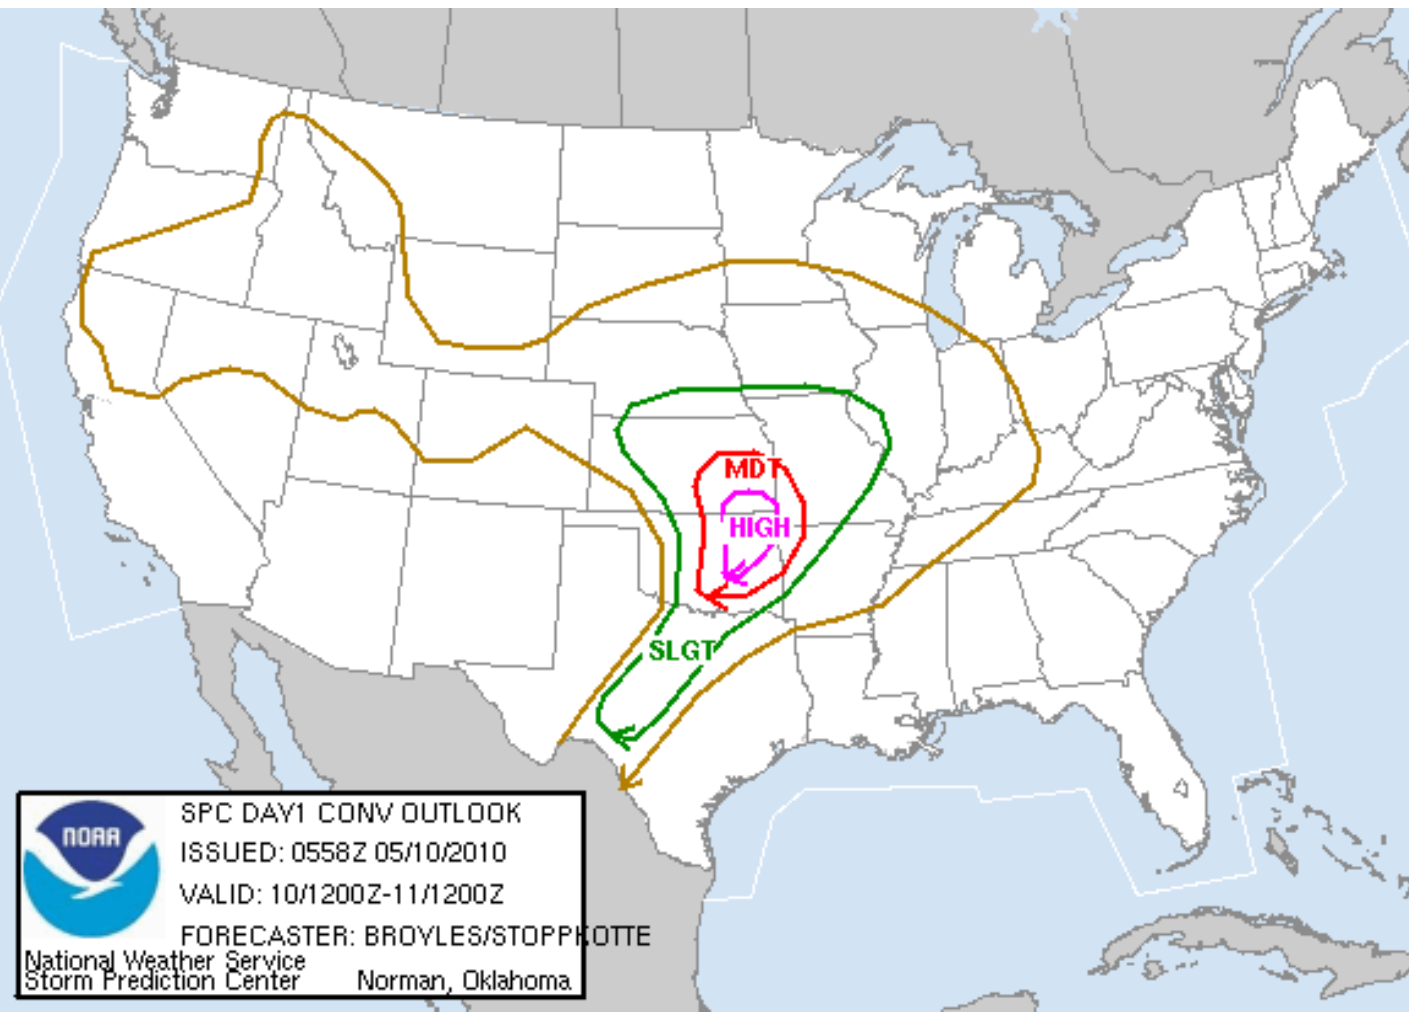 MDT
HIGH
SLGT
NOAA
SPC DAY1 CONV OUTLOOK
ISSUED: 0558Z 05/10/2010
VALID: 10/1200Z-11/1200Z
FORECASTER: BROYLES/STOPPKOTTE
National Weather Service
Storm Prediction Center Norman, Oklahoma